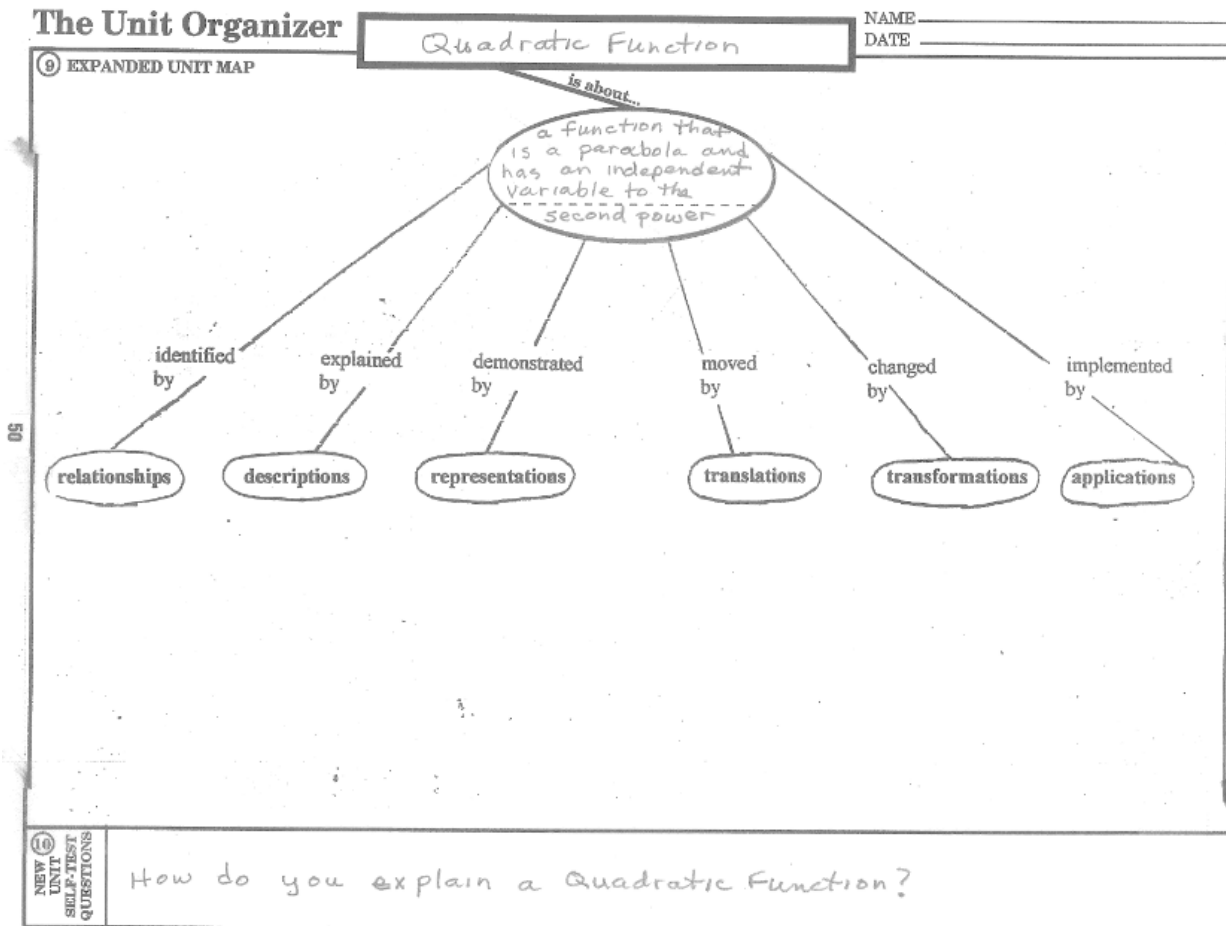 The Unit Organizer
Quadratic Function
NAME
DATE
⑨ EXPANDED UNIT MAP
is about...
a function that
is a parabola and
has an independent
variable to the
second power
identified
by
explained
by
demonstrated
by
moved
by
changed
by
implemented
by
relationships
descriptions
representations
translations
transformations
applications
50
⑩
NEW
UNIT
SELF-TEST
QUESTIONS
How do you explain a Quadratic Function?